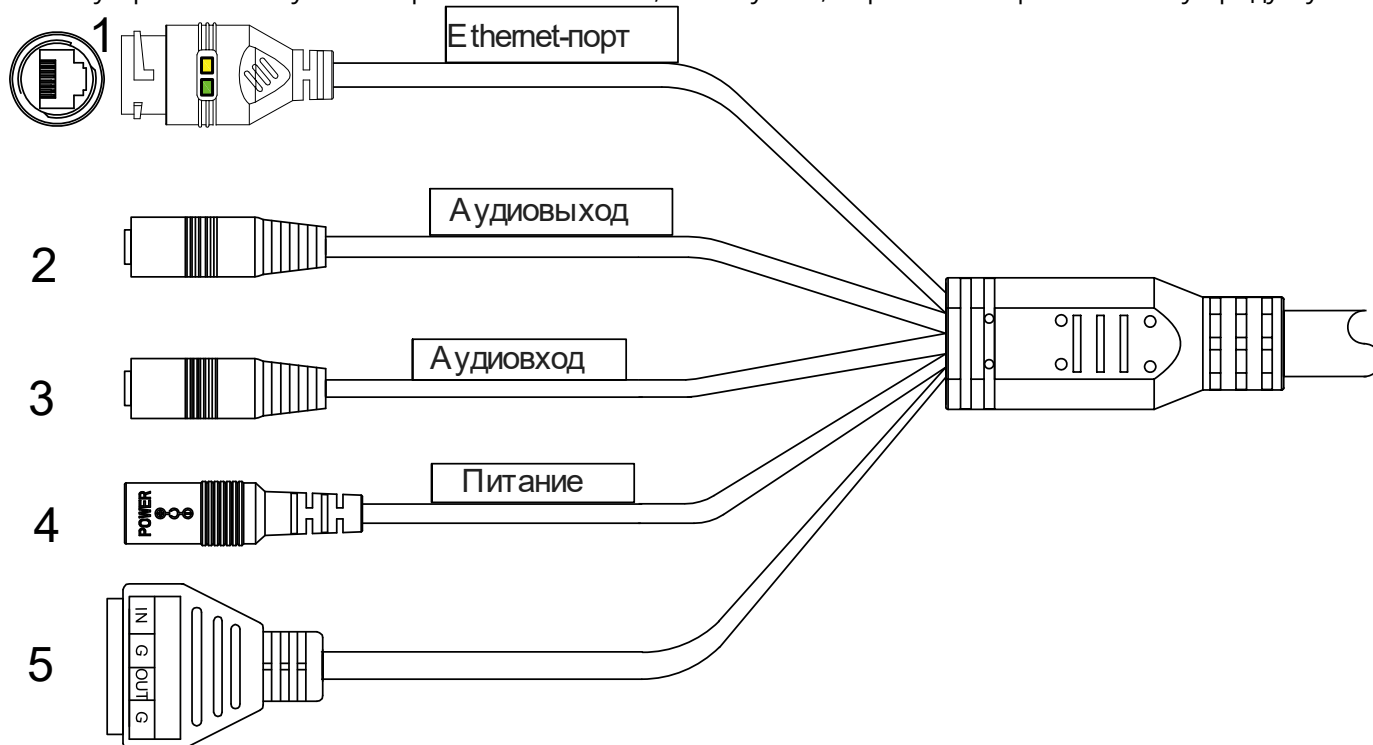 1
Ethernet-порт
2
Аудиовыход
3
Аудиовход
4
POWER
Питание
5
IN G OUT G